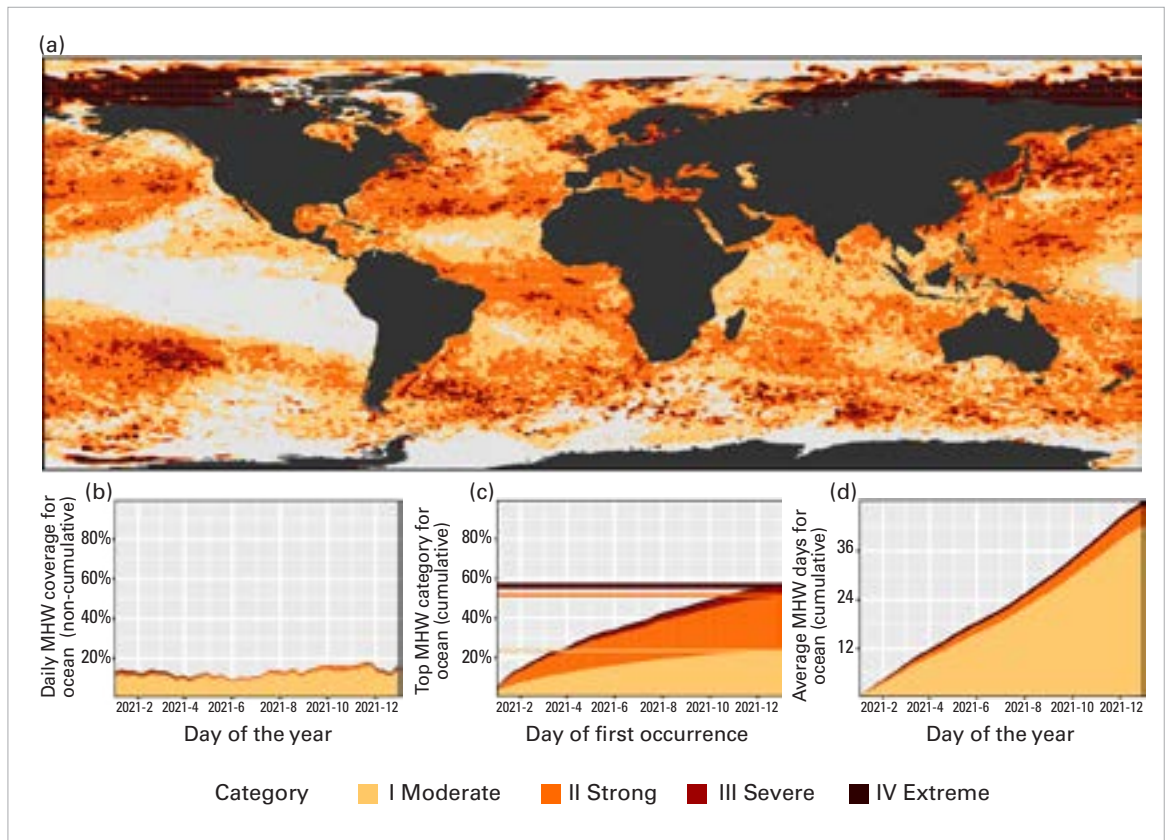 (a)
(b)
Daily MHW coverage for
ocean (non-cumulative)
80%
60%
40%
20%
2021-2 2021-4 2021-6 2021-8 2021-10 2021-12
Day of the year
(c)
Top MHW category for
ocean (cumulative)
80%
60%
40%
20%
2021-2 2021-4 2021-6 2021-8 2021-10 2021-12
Day of first occurrence
(d)
Average MHW days for
ocean (cumulative)
36
24
12
2021-2 2021-4 2021-6 2021-8 2021-10 2021-12
Day of the year
Category I Moderate II Strong III Severe IV Extreme